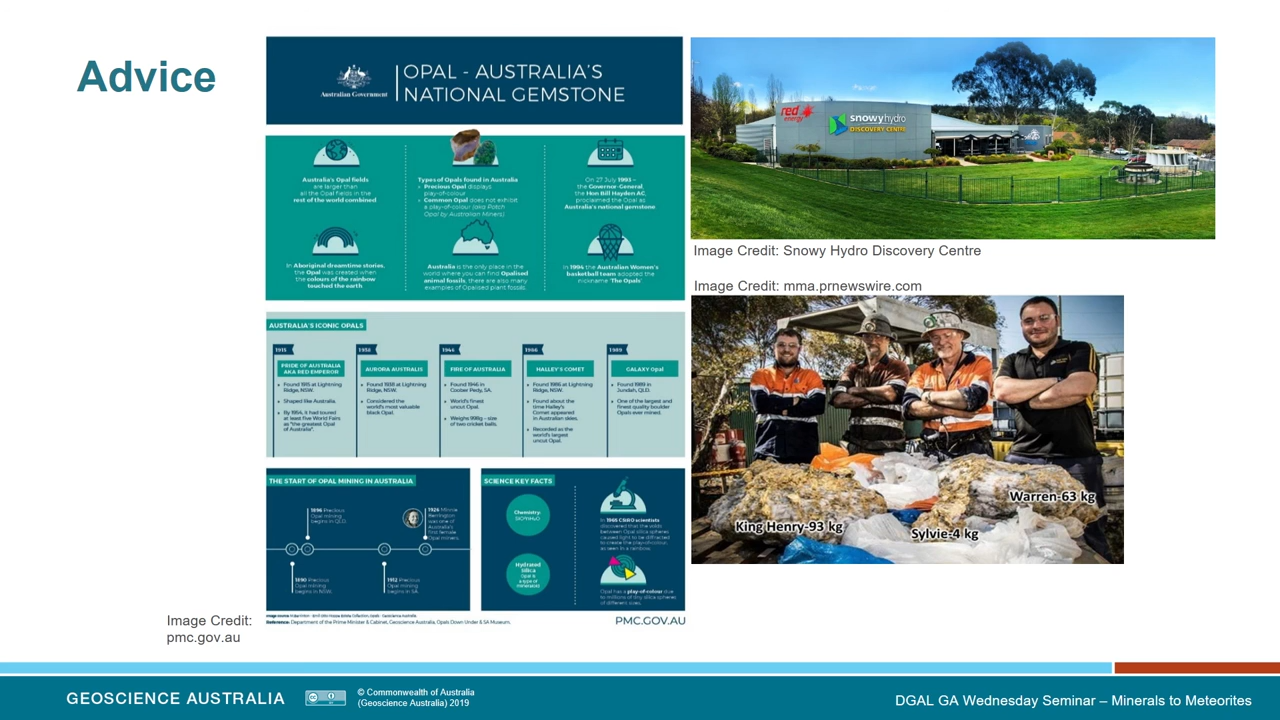 Advice
Australian Government
OPAL - AUSTRALIA'S
NATIONAL GEMSTONE
Australia's Opal fields
are larger than
all the Opal fields in the
rest of the world combined
Types of Opals found in Australia
Precious Opal displays
play-of-colour
Common Opal does not exhibit
a play-of-colour (aka Potch
Opal by Australian Miners)
On 27 July 1993 –
the Governor-General,
the Hon Bill Hayden AC,
proclaimed the Opal as
Australia's national gemstone
In Aboriginal dreamtime stories,
the Opal was created when
the colours of the rainbow
touched the earth
Australia is the only place in the
world where you can find Opalised
animal fossils, there are also many
examples of Opalised plant fossils.
In 1994 the Australian Women's
basketball team adopted the
nickname 'The Opals'
AUSTRALIA'S ICONIC OPALS
1915
PRIDE OF AUSTRALIA
AKA RED EMPEROR
Found 1915 at Lightning
Ridge, NSW.
Shaped like Australia.
By 1954, it had toured
at least five World Fairs
as "the greatest Opal
of Australia".
1938
AURORA AUSTRALIS
Found 1938 at Lightning
Ridge, NSW.
Considered the
world's most valuable
black Opal.
1946
FIRE OF AUSTRALIA
Found 1946 in
Coober Pedy, SA.
World's finest
uncut Opal.
Weighs 998g – size
of two cricket balls.
1986
HALLEY'S COMET
Found 1986 at Lightning
Ridge, NSW.
Found about the
time Halley's
Comet appeared
in Australian skies.
Recorded as the
world's largest
uncut Opal.
1989
GALAXY Opal
Found 1989 in
Jundah, QLD.
One of the largest and
finest quality boulder
Opals ever mined.
THE START OF OPAL MINING IN AUSTRALIA
1896 Precious
Opal mining
begins in QLD.
1926 Minnie
Berrington
was one of
Australia's
first female
Opal miners.
1890 Precious
Opal mining
begins in NSW.
1912 Precious
Opal mining
begins in SA.
SCIENCE KEY FACTS
Chemistry:
Hydrated
silica
Opal is
a type of
In 1965 CSIRO scientists
discovered that the voids
between Opal silica spheres
caused light to be diffracted
to create the play-of-colour,
as seen in a rainbow.
Opal has a play-of-colour due
to millions of tiny silica spheres
of different sizes.
Reference: Department of the Prime Minister & Cabinet, Geoscience Australia, Opals Down Under & SA Museum.
PMC.GOV.AU
Image Credit:
pmc.gov.au
red
energy
snowyhydro
DISCOVERY CENTRE
Image Credit: Snowy Hydro Discovery Centre
Image Credit: mma.prnewswire.com
Warren-63 kg
King Henry-93 kg
Sylvie-4 kg
GEOSCIENCE AUSTRALIA
© Commonwealth of Australia
(Geoscience Australia) 2019
DGAL GA Wednesday Seminar – Minerals to Meteorites